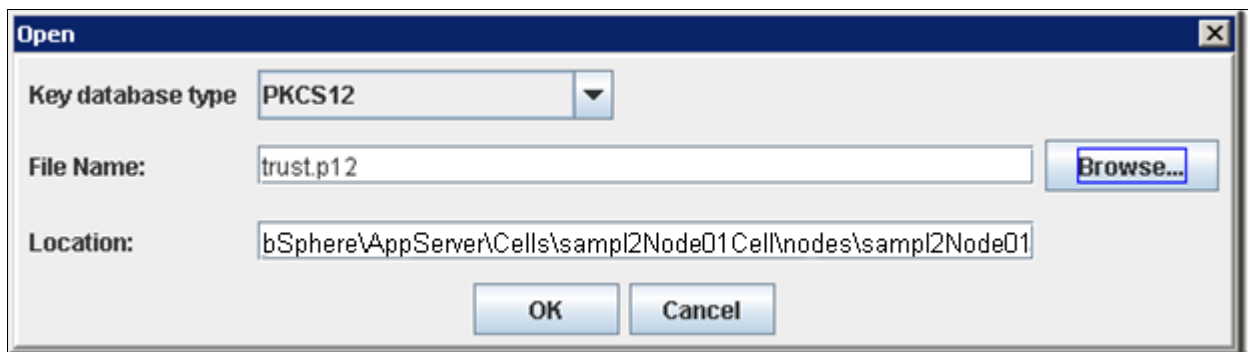 Open
Key database type PKCS12
File Name: trust.p12 Browse...
Location: bSphere\AppServer\Cells\sampl2Node01Cell\nodes\sampl2Node01
OK Cancel